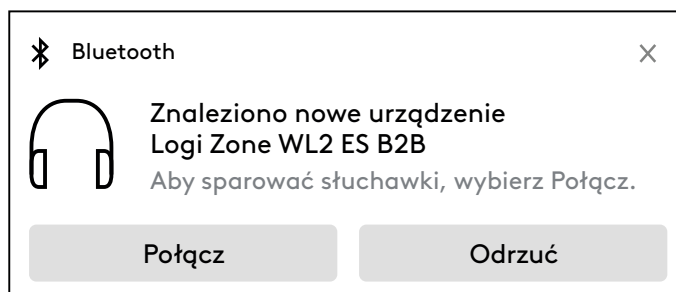 Bluetooth
Znaleziono nowe urządzenie
Logi Zone WL2 ES B2B
Aby sparować słuchawki, wybierz Połącz.
Połącz
Odrzuć